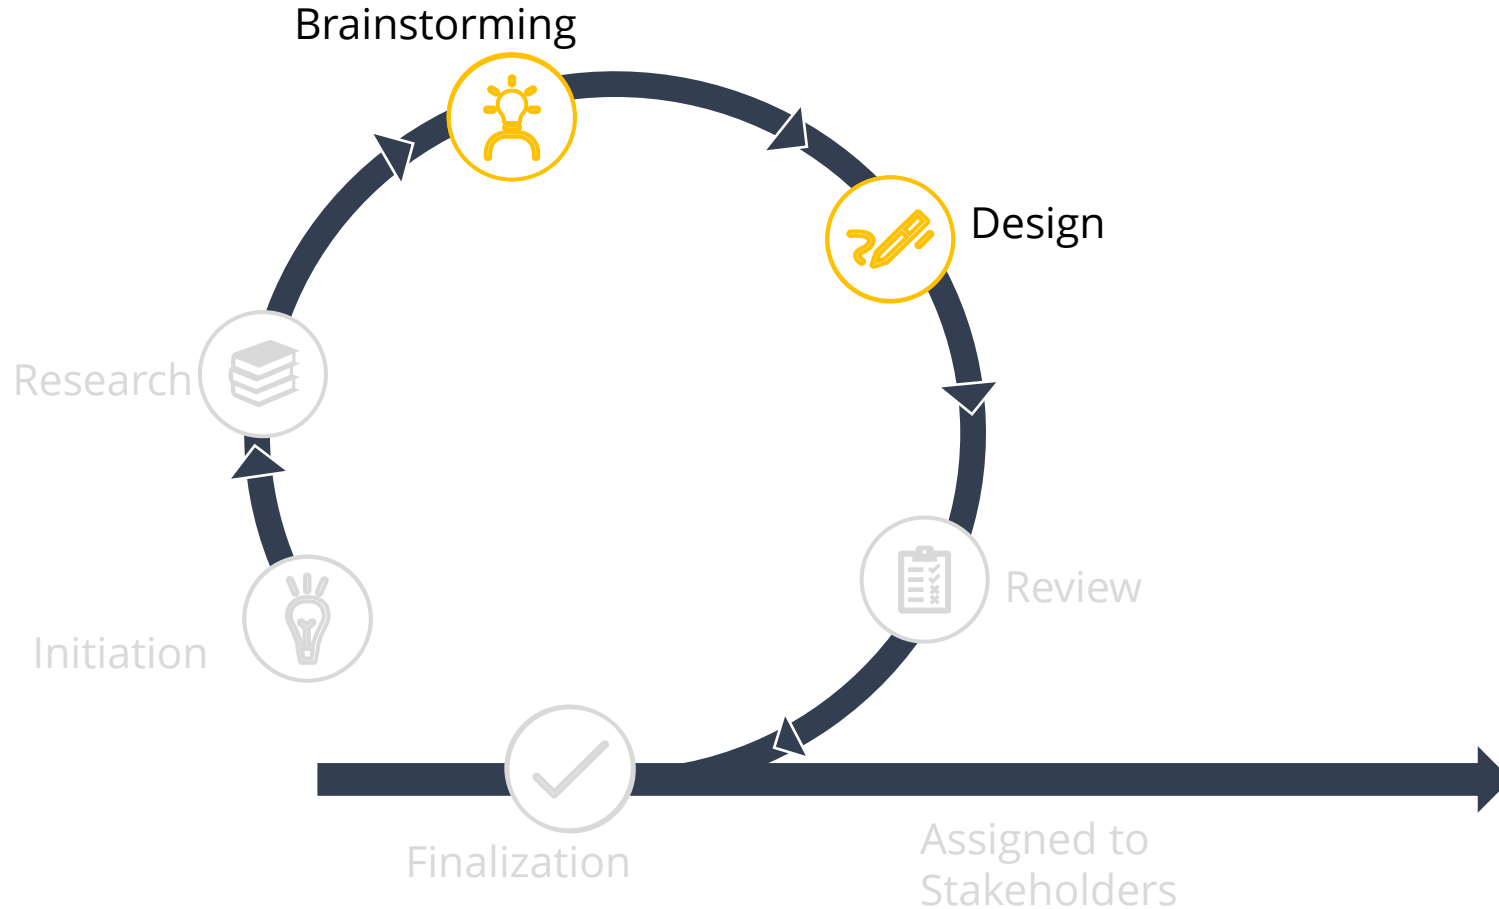 Brainstorming
Design
Research
Review
Initiation
Finalization
Assigned to
Stakeholders